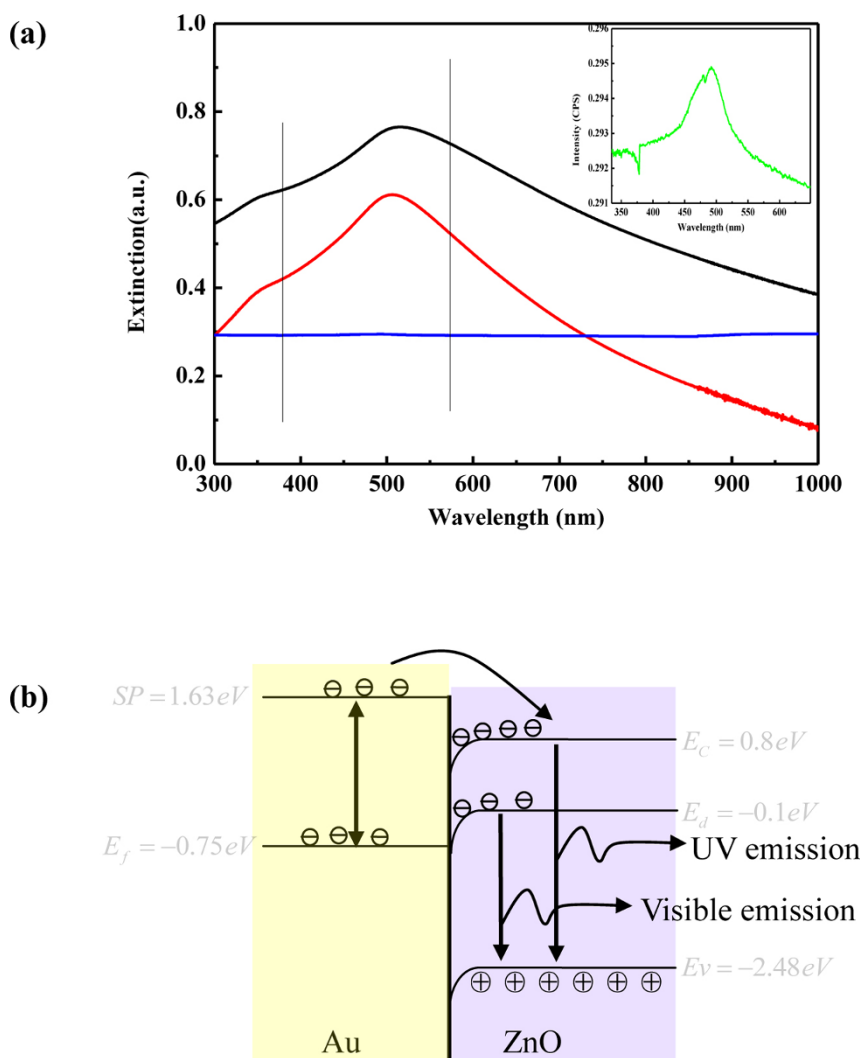 (a)
1.0
0.8
0.6
0.4
0.2
0.0
Extinction(a.u.)
300 400 500 600 700 800 900 1000
Wavelength (nm)
0.296
0.295
0.294
0.293
0.292
0.291
Intensity (CPS)
350 400 450 500 550 600
Wavelength (nm)
(b)
SP = 1.63eV
E_C = 0.8eV
E_d = −0.1eV
E_f = −0.75eV
UV emission
Visible emission
Ev = −2.48eV
Au ZnO